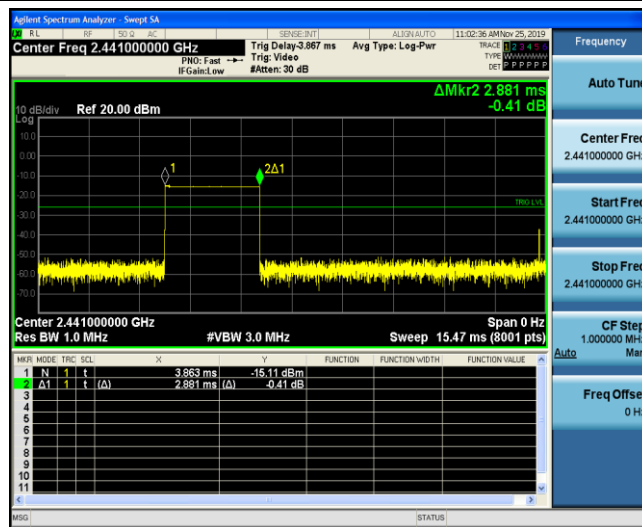 Agilent Spectrum Analyzer - Swept SA
RL RF 50 Ω AC SENSE:INT ALIGNAUTO 11:02:36 AM Nov 25, 2019
Center Freq 2.441000000 GHz
PNO: Fast
IFGain:Low
Trig Delay-3.867 ms
Trig: Video
#Atten: 30 dB
Avg Type: Log-Pwr
TRACE 1 2 3 4 5 6
TYPE
DET P P P P P P
ΔMkr2 2.881 ms
-0.41 dB
10 dB/div Ref 20.00 dBm
Log
10.0
0.00
-10.0
-20.0
-30.0
-40.0
-50.0
-60.0
-70.0
1
2Δ1
TRIG LVL
Center 2.441000000 GHz Span 0 Hz
Res BW 1.0 MHz #VBW 3.0 MHz Sweep 15.47 ms (8001 pts)
MKR MODE TRC SCL X Y FUNCTION FUNCTION WIDTH FUNCTION VALUE
1 N 1 t 3.863 ms -15.11 dBm
2 Δ1 1 t (Δ) 2.881 ms (Δ) -0.41 dB
3
4
5
6
7
8
9
10
11
MSG STATUS
Frequency
Auto Tun
Center Fre
2.441000000 GH
Start Fre
2.441000000 GH
Stop Fre
2.441000000 GH
CF Step
1.000000 MH
Auto Ma
Freq Offse
0 H